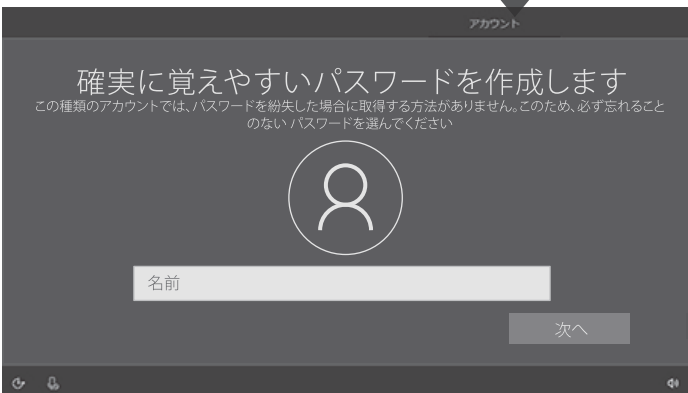 アカウント
確実に覚えやすいパスワードを作成します
この種類のアカウントでは、パスワードを紛失した場合に取得する方法がありません。このため、必ず忘れること
のない パスワードを選んでください
名前
次へ